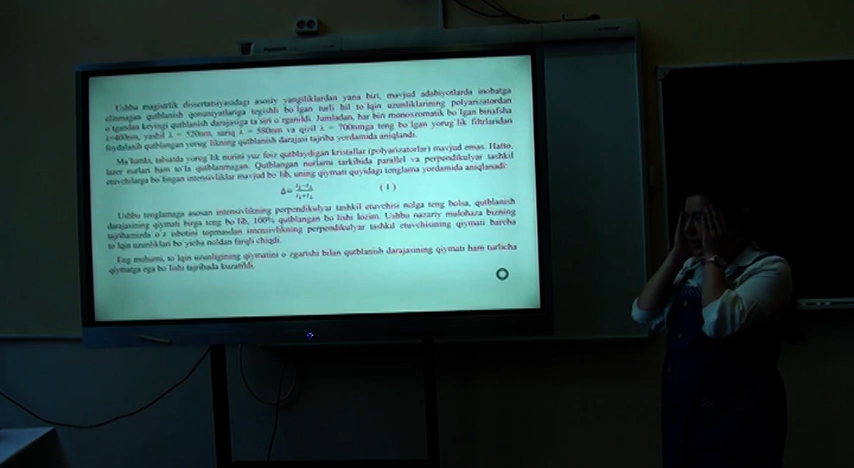 Ushbu magistrlik dissertatsiyasidagi asosiy yangiliklardan yana biri, mavjud adabiyotlarda inobatga
olinmagan qutblanish qonuniyatlariga tegishli bo'lgan turli hil to'lqin uzunliklarining polyarizatordan
o'tgandan keyingi qutblanish darajasiga ta'siri o'rganildi. Jumladan, har biri monoxromatik bo'lgan binafsha
λ=400nm, yashil λ = 520nm, sariq λ = 580nm va qizil λ = 700nmga teng bo'lgan yorug'lik filtrlaridan
foydalanib qutblangan yorug'likning qutblanish darajasi tajriba yordamida aniqlandi.
Ma'lumki, tabiatda yorug'lik nurini yuz foiz qutblaydigan kristallar (polyarizatorlar) mavjud emas. Hatto,
lazer nurlari ham to'la qutblanmagan. Qutblangan nurlarni tarkibida parallel va perpendikulyar tashkil
etuvchilarga bo'lingan intensivliklar mavjud bo'lib, uning qiymati quyidagi tenglama yordamida aniqlanadi:
Δ= ( 1 )
Ushbu tenglamaga asosan intensivlikning perpendikulyar tashkil etuvchisi nolga teng bolsa, qutblanish
darajasining qiymati birga teng bo'lib, 100% qutblangan bo'lishi lozim. Ushbu nazariy mulohaza bizning
tajribamizda o'z isbotini topmasdan intensivlikning perpendikulyar tashkil etuvchisaning qiymati barcha
to'lqin uzunliklari bo'yicha noldan farqli chiqdi.
Eng muhumi, to'lqin uzunligining qiymatini o'zgarishi bilan qutblanish darajasining qiymati ham turlicha
qiymatga ega bo'lishi tajribada kuzatildi.